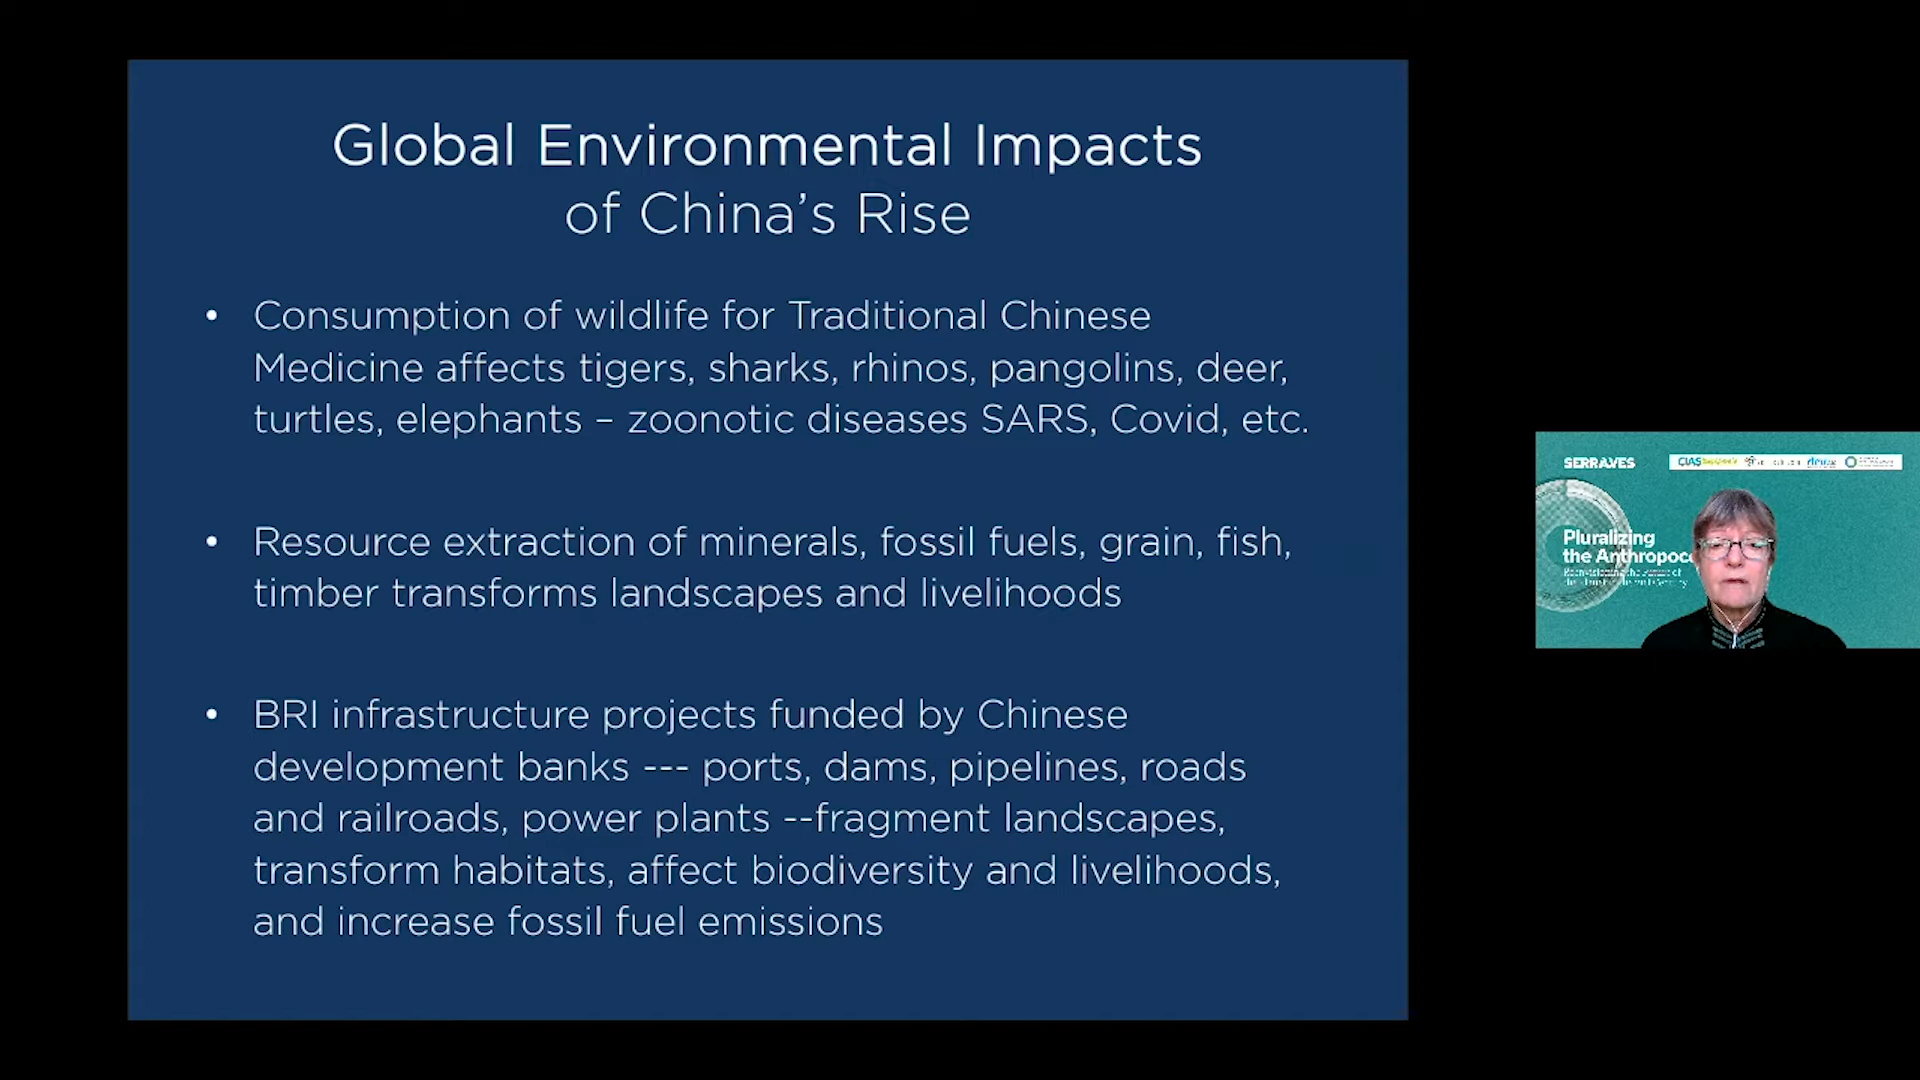 Global Environmental Impacts
of China's Rise
• Consumption of wildlife for Traditional Chinese
Medicine affects tigers, sharks, rhinos, pangolins, deer,
turtles, elephants – zoonotic diseases SARS, Covid, etc.
• Resource extraction of minerals, fossil fuels, grain, fish,
timber transforms landscapes and livelihoods
• BRI infrastructure projects funded by Chinese
development banks --- ports, dams, pipelines, roads
and railroads, power plants --fragment landscapes,
transform habitats, affect biodiversity and livelihoods,
and increase fossil fuel emissions
SERRALVES
Pluralizing
the Anthropoc